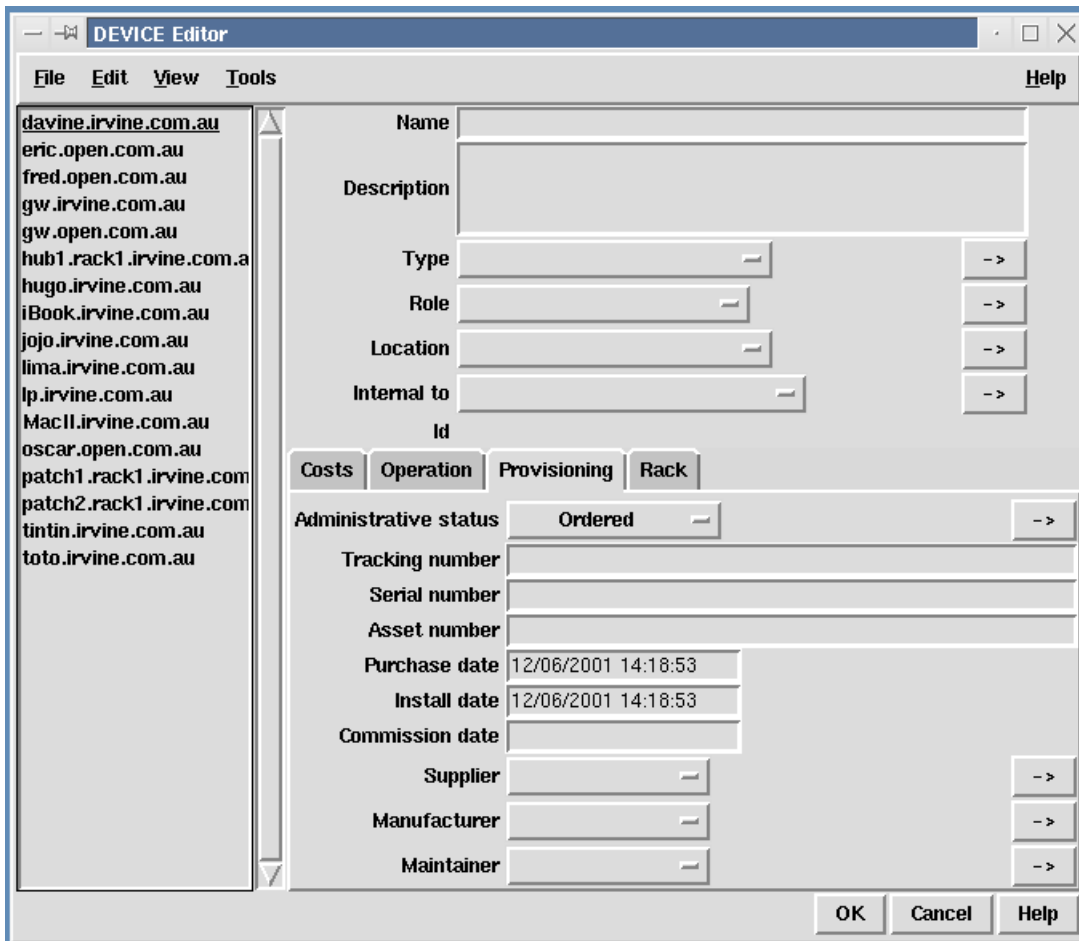 DEVICE Editor
File Edit View Tools Help
davine.irvine.com.au
eric.open.com.au
fred.open.com.au
gw.irvine.com.au
gw.open.com.au
hub1.rack1.irvine.com.a
hugo.irvine.com.au
iBook.irvine.com.au
jojo.irvine.com.au
lima.irvine.com.au
lp.irvine.com.au
MacII.irvine.com.au
oscar.open.com.au
patch1.rack1.irvine.com
patch2.rack1.irvine.com
tintin.irvine.com.au
toto.irvine.com.au
Name
Description
Type ->
Role ->
Location ->
Internal to ->
Id
Costs Operation Provisioning Rack
Administrative status Ordered ->
Tracking number
Serial number
Asset number
Purchase date 12/06/2001 14:18:53
Install date 12/06/2001 14:18:53
Commission date
Supplier ->
Manufacturer ->
Maintainer ->
OK Cancel Help